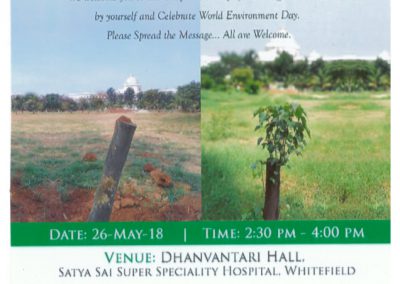 by yourself and Celebrate World Environment Day.
Please Spread the Message... All are Welcome.
DATE: 26-MAY-18 | TIME: 2:30 PM - 4:00 PM
VENUE: DHANVANTARI HALL,
SATYA SAI SUPER SPECIALITY HOSPITAL, WHITEFIELD